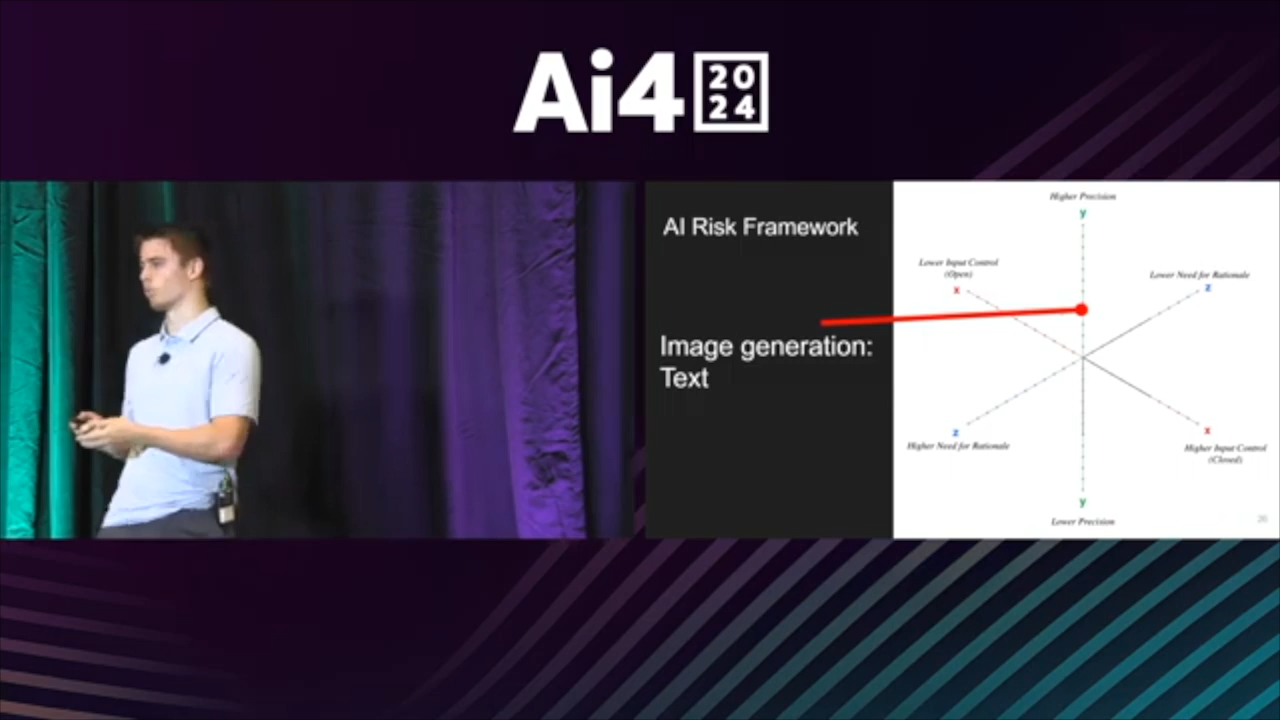 Ai4 20
24
AI Risk Framework
Image generation:
Text
Higher Precision
y
Lower Input Control
(Open)
x
Lower Need for Rationale
z
z
Higher Need for Rationale
x
Higher Input Control
(Closed)
y
Lower Precision
26